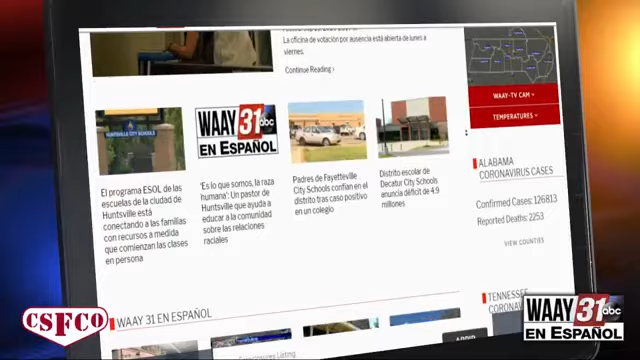 La oficina de votación por ausencia está abierta de lunes a
viernes.
Continue Reading ›
WAAY-TV CAM
TEMPERATURES
HUNTSVILLE CITY SCHOOLS
WAAY 31 abc
EN ESPAÑOL
El programa ESOL de las
escuelas de la ciudad de
Huntsville está
conectando a las familias
con recursos a medida
que comienzan las clases
en persona
'Es lo que somos, la raza
humana': Un pastor de
Huntsville que ayuda a
educar a la comunidad
sobre las relaciones
raciales
Padres de Fayetteville
City Schools confían en el
distrito tras caso positivo
en un colegio
Distrito escolar de
Decatur City Schools
anuncia déficit de 4.9
millones
ALABAMA
CORONAVIRUS CASES
Confirmed Cases: 126813
Reported Deaths: 2253
VIEW COUNTIES
WAAY 31 EN ESPAÑOL
TENNESSEE
CSFCO
WAAY 31 abc
EN ESPAÑOL